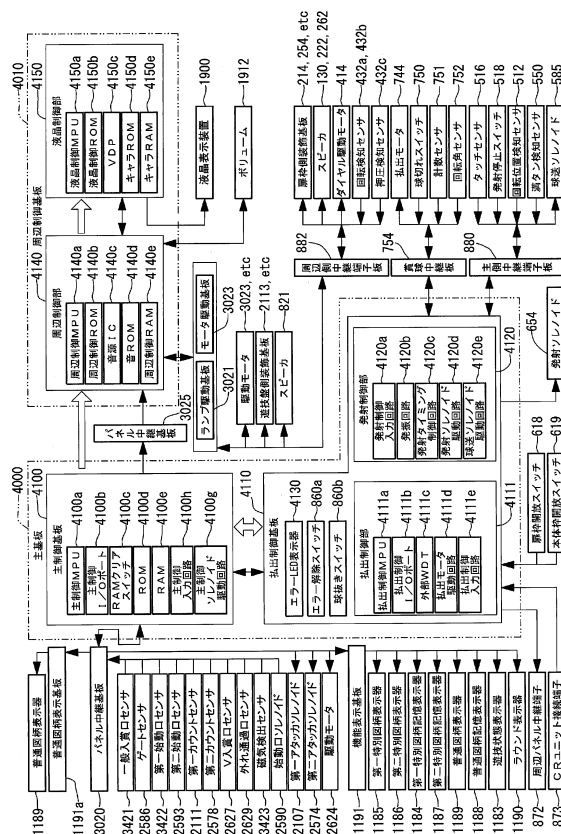 4000
主基板
4100
主制御基板
主制御MPU
4100a
主制御
I/Oポート
4100b
RAMクリア
スイッチ
4100c
ROM
4100d
RAM
4100e
主制御
入力回路
4100h
主制御
ソレノイド
駆動回路
4100g
4110
払出制御基板
エラーLED表示器
4130
エラー解除スイッチ
860a
球抜きスイッチ
860b
払出制御部
4111
払出制御MPU
4111a
払出制御
I/Oポート
4111b
外部WDT
4111c
払出モータ
駆動回路
4111d
払出制御
入力回路
4111e
発射制御部
4120
発射制御
入力回路
4120a
発振回路
4120b
発射タイミング
制御回路
4120c
発射ソレノイド
駆動回路
4120d
球送ソレノイド
駆動回路
4120e
4010
周辺制御基板
4140
周辺制御部
周辺制御MPU
4140a
周辺制御ROM
4140b
音源IC
4140c
音ROM
4140d
周辺制御RAM
4140e
4150
液晶制御部
液晶制御MPU
4150a
液晶制御ROM
4150b
VDP
4150c
キャラROM
4150d
キャラRAM
4150e
液晶表示装置
1900
ボリューム
1912
パネル中継基板
3025
ランプ駆動基板
3021
モータ駆動基板
3023
駆動モータ
3023, etc
遊技盤側装飾基板
2113, etc
スピーカ
821
周辺側中継端子板
882
賞球中継板
754
主側中継端子板
880
扉枠側装飾基板
214, 254, etc
スピーカ
130, 222, 262
ダイヤル駆動モータ
414
回転検知センサ
432a, 432b
押圧検知センサ
432c
払出モータ
744
球切れスイッチ
750
計数センサ
751
回転角センサ
752
タッチセンサ
516
発射停止スイッチ
518
回転位置検知センサ
512
満タン検知センサ
550
球送ソレノイド
585
発射ソレノイド
654
扉枠開放スイッチ
618
本体枠開放スイッチ
619
1189
普通図柄表示器
1191a
普通図柄表示基板
3020
パネル中継基板
3421
一般入賞口センサ
2586
ゲートセンサ
3422
第一始動口センサ
2593
第二始動口センサ
2111
第一カウントセンサ
2578
第二カウントセンサ
2627
V入賞口センサ
2629
外れ通過口センサ
3423
磁気検出センサ
2590
始動口ソレノイド
2107
第一アタッカソレノイド
2574
第二アタッカソレノイド
2624
駆動モータ
1191
機能表示基板
1185
第一特別図柄表示器
1186
第二特別図柄表示器
1184
第一特別図柄記憶表示器
1187
第二特別図柄記憶表示器
1189
普通図柄表示器
1188
普通図柄記憶表示器
1183
遊技状態表示器
1190
ラウンド表示器
872
周辺パネル中継端子
873
CRユニット接続端子